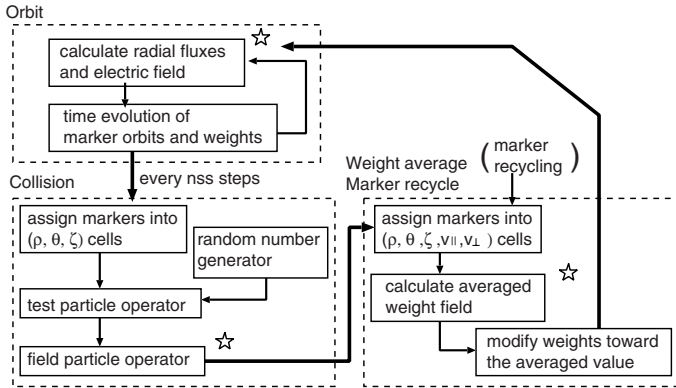 Orbit
calculate radial fluxes
and electric field
time evolution of
marker orbits and weights
every nss steps
Collision
assign markers into
(ρ, θ, ζ) cells
random number
generator
test particle operator
field particle operator
Weight average
Marker recycle
(marker
recycling)
assign markers into
(ρ, θ ,ζ ,v∥,v⊥ ) cells
calculate averaged
weight field
modify weights toward
the averaged value